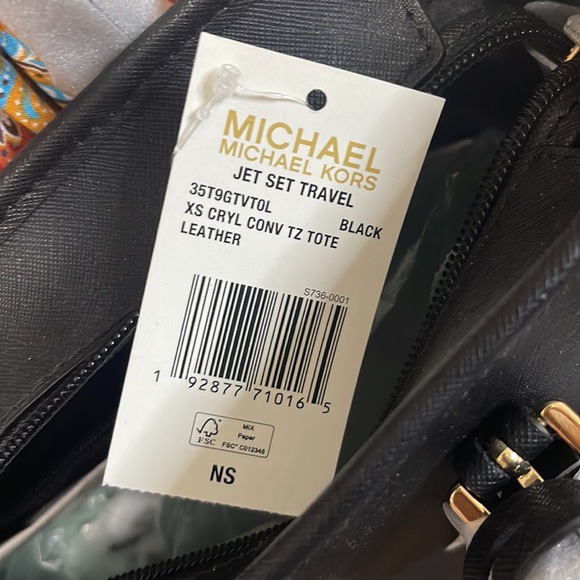 MICHAEL
MICHAEL KORS
JET SET TRAVEL
35T9GTVT0L BLACK
XS CRYL CONV TZ TOTE
LEATHER
S736-0001
1 92877 71016 5
FSC
MIX
Paper
FSC® C012345
NS